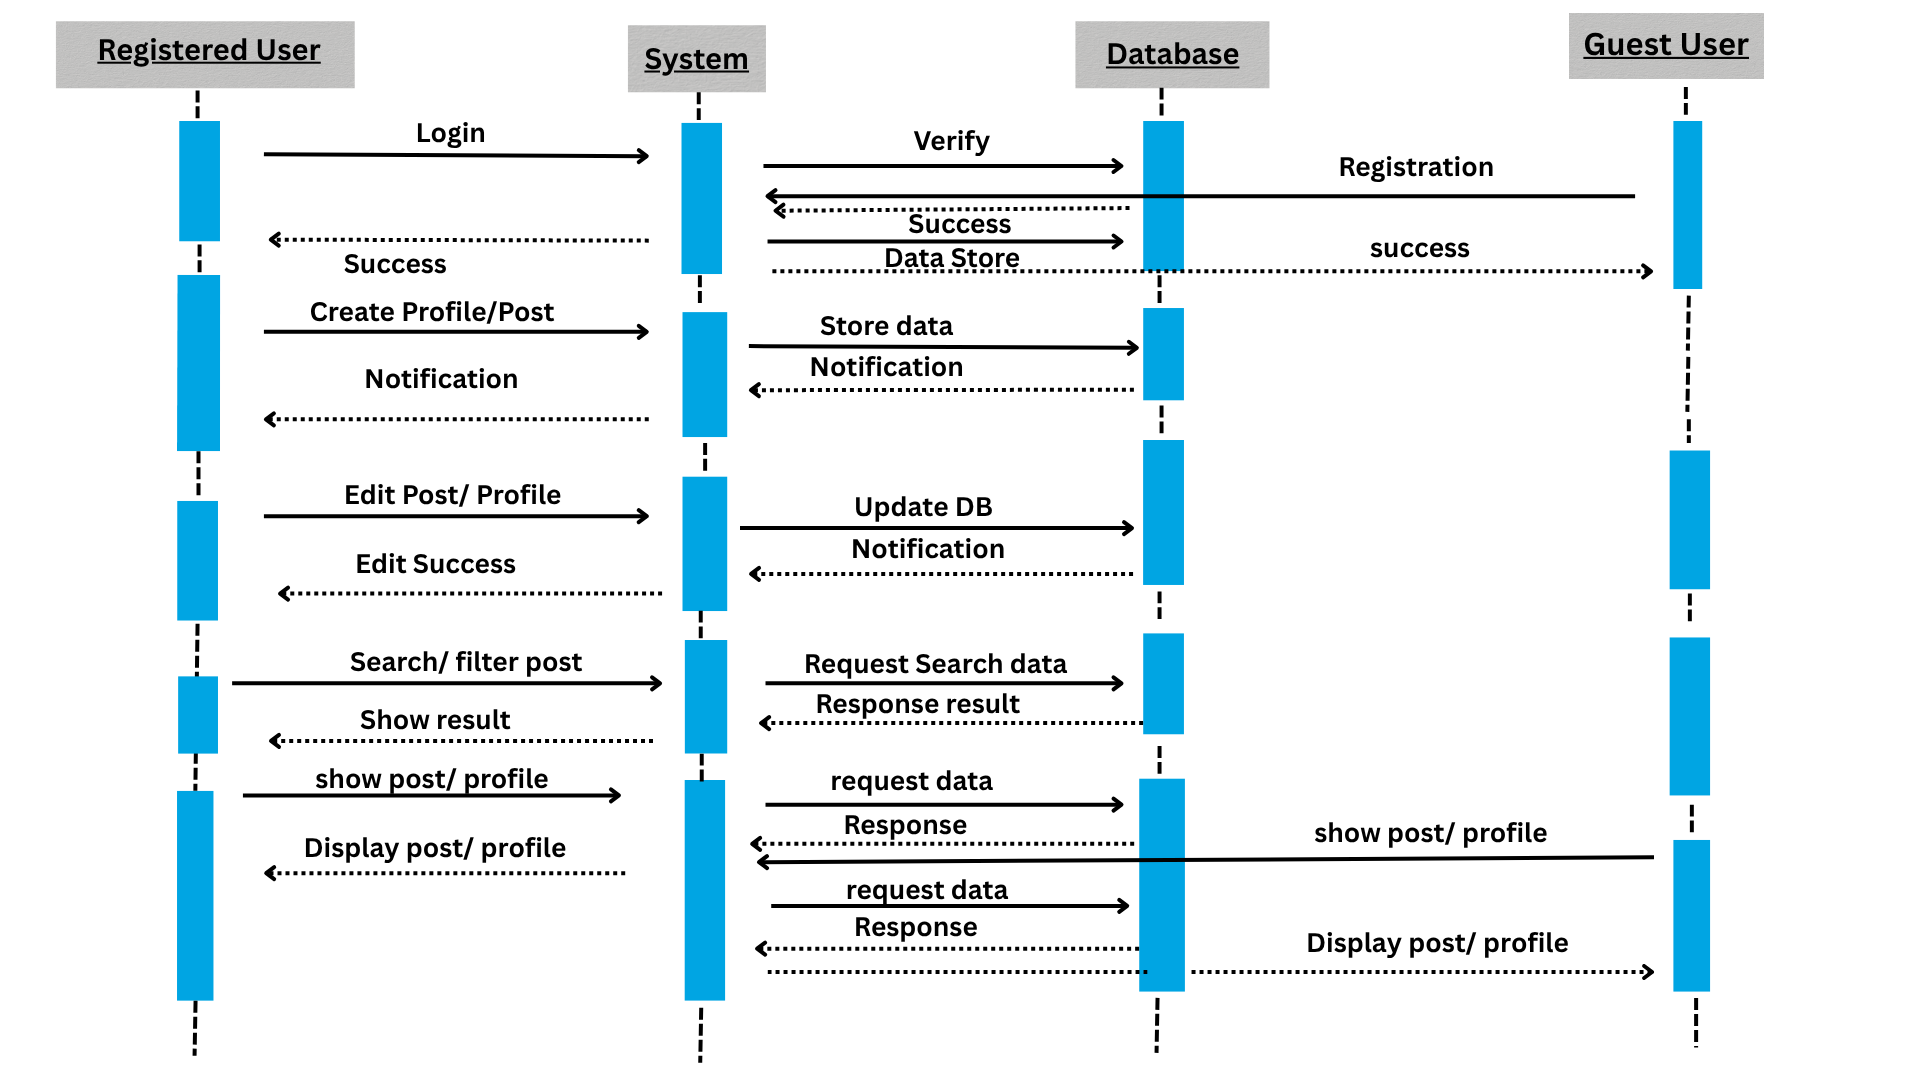 Registered User
System
Database
Guest User
Login
Verify
Registration
Success
Success
Data Store
success
Create Profile/Post
Store data
Notification
Notification
Edit Post/ Profile
Update DB
Notification
Edit Success
Search/ filter post
Request Search data
Response result
Show result
show post/ profile
request data
Response
show post/ profile
Display post/ profile
request data
Response
Display post/ profile